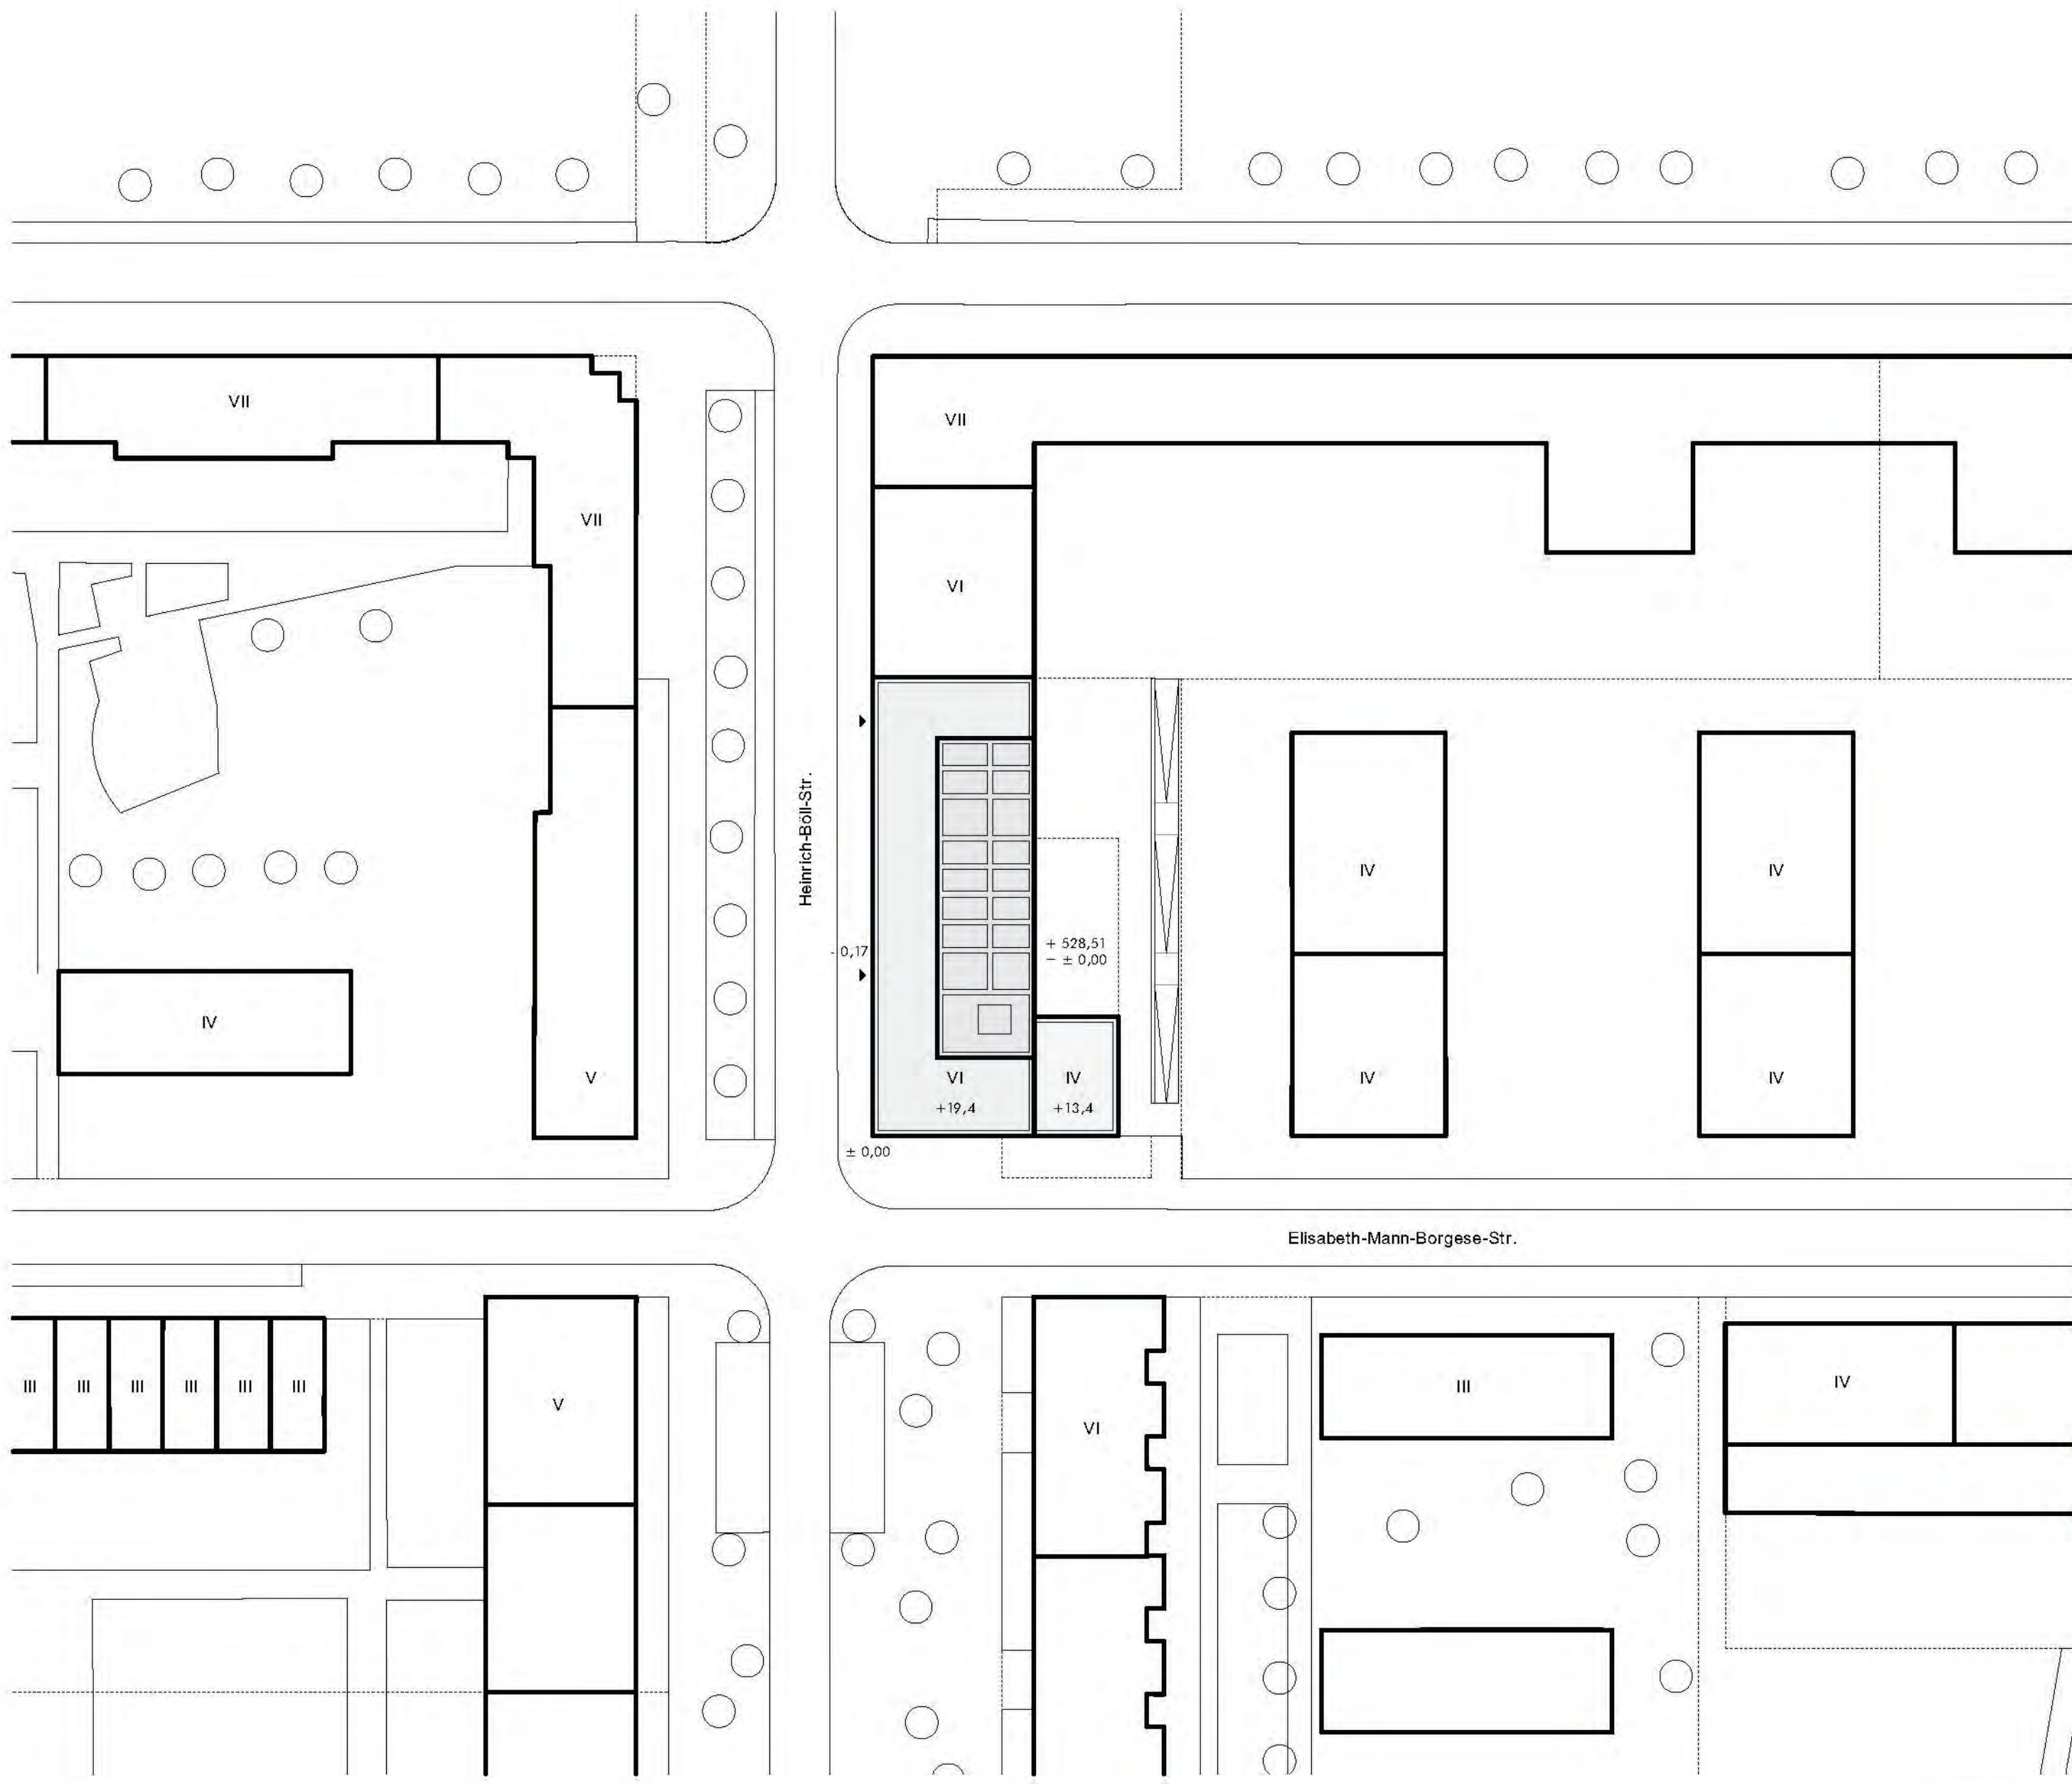 VII
VII
VII
VI
Heinrich-Böll-Str.
IV
IV
- 0,17
+ 528,51
– ± 0,00
IV
V
VI
+19,4
IV
+13,4
IV
IV
± 0,00
Elisabeth-Mann-Borgese-Str.
III
III
III
III
III
III
V
VI
III
IV